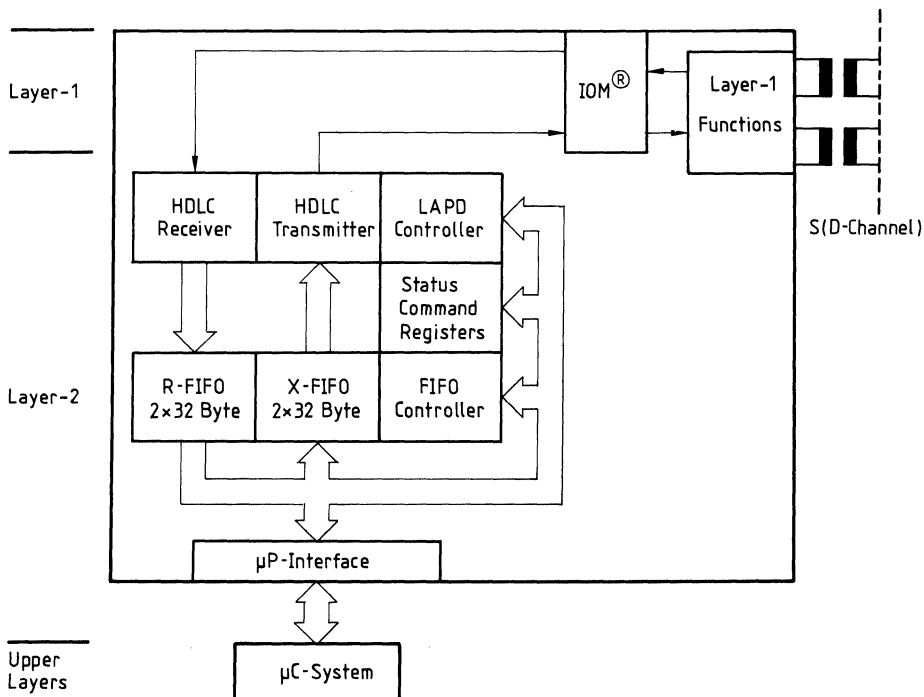 Layer-1
IOM®
Layer-1
Functions
HDLC
Receiver
HDLC
Transmitter
LAPD
Controller
S(D-Channel)
Status
Command
Registers
Layer-2
R-FIFO
2×32 Byte
X-FIFO
2×32 Byte
FIFO
Controller
µP-Interface
Upper
Layers
µC-System